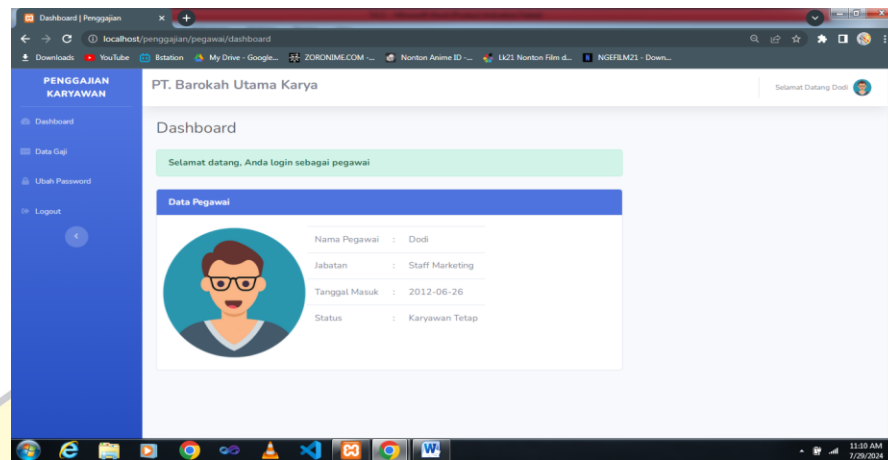 Dashboard | Penggajian
localhost/penggajian/pegawai/dashboard
Downloads YouTube Bstation My Drive - Google... ZORONIME.COM -... Nonton Anime ID -... Lk21 Nonton Film d... NGEFILM21 - Down...
PENGGAJIAN
KARYAWAN
PT. Barokah Utama Karya
Selamat Datang Dodi
Dashboard
Data Gaji
Ubah Password
Logout
Dashboard
Selamat datang, Anda login sebagai pegawai
Data Pegawai
Nama Pegawai : Dodi
Jabatan : Staff Marketing
Tanggal Masuk : 2012-06-26
Status : Karyawan Tetap
11:10 AM
7/29/2024